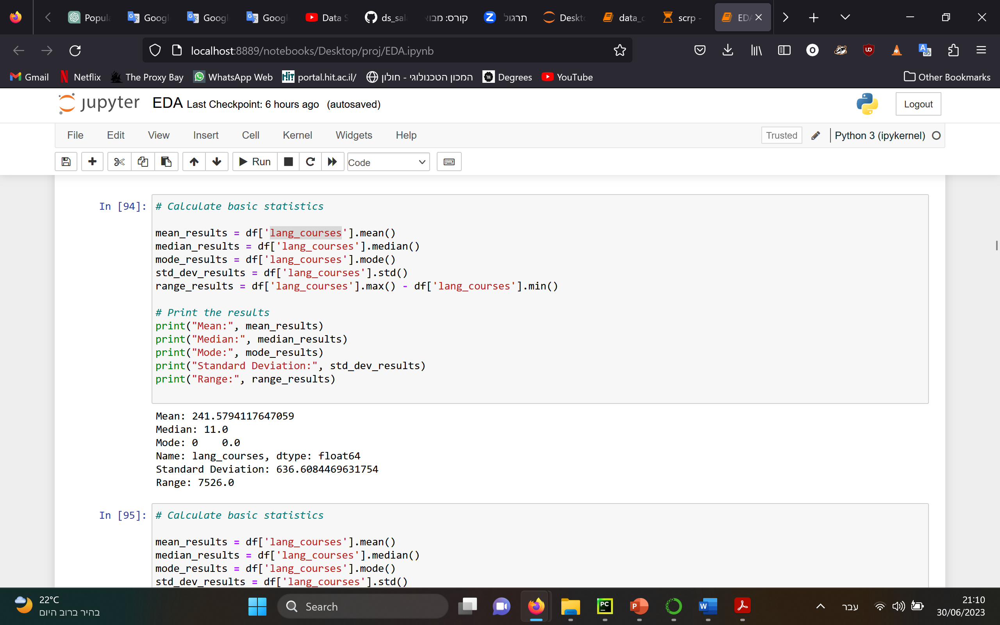 Popula Googl Googl Googl Data S ds_sal קורס: מבוא תרגול Deskto data_c scrp - EDA
localhost:8889/notebooks/Desktop/proj/EDA.ipynb
Gmail Netflix The Proxy Bay WhatsApp Web portal.hit.ac.il/ המכון הטכנולוגי - חולון Degrees YouTube Other Bookmarks
jupyter EDA Last Checkpoint: 6 hours ago (autosaved) Logout
File Edit View Insert Cell Kernel Widgets Help Trusted Python 3 (ipykernel)
Run Code
In [94]: # Calculate basic statistics
mean_results = df['lang_courses'].mean()
median_results = df['lang_courses'].median()
mode_results = df['lang_courses'].mode()
std_dev_results = df['lang_courses'].std()
range_results = df['lang_courses'].max() - df['lang_courses'].min()
# Print the results
print("Mean:", mean_results)
print("Median:", median_results)
print("Mode:", mode_results)
print("Standard Deviation:", std_dev_results)
print("Range:", range_results)
Mean: 241.5794117647059
Median: 11.0
Mode: 0    0.0
Name: lang_courses, dtype: float64
Standard Deviation: 636.6084469631754
Range: 7526.0
In [95]: # Calculate basic statistics
mean_results = df['lang_courses'].mean()
median_results = df['lang_courses'].median()
mode_results = df['lang_courses'].mode()
std_dev_results = df['lang_courses'].std()
22°C
בהיר ברוב היום
Search
עבר
21:10
30/06/2023